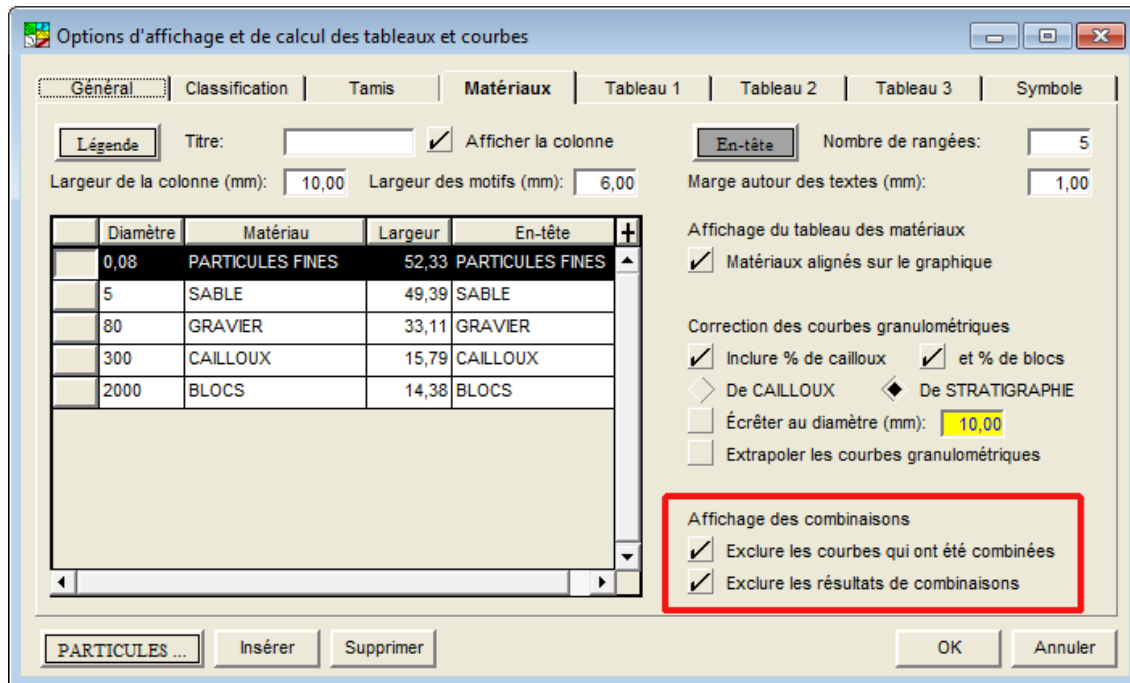 Options d'affichage et de calcul des tableaux et courbes
Général Classification Tamis Matériaux Tableau 1 Tableau 2 Tableau 3 Symbole
Légende Titre: Afficher la colonne En-tête Nombre de rangées: 5
Largeur de la colonne (mm): 10,00 Largeur des motifs (mm): 6,00 Marge autour des textes (mm): 1,00
Diamètre Matériau Largeur En-tête +
0,08 PARTICULES FINES 52,33 PARTICULES FINES
5 SABLE 49,39 SABLE
80 GRAVIER 33,11 GRAVIER
300 CAILLOUX 15,79 CAILLOUX
2000 BLOCS 14,38 BLOCS
Affichage du tableau des matériaux
Matériaux alignés sur le graphique
Correction des courbes granulométriques
Inclure % de cailloux et % de blocs
De CAILLOUX De STRATIGRAPHIE
Écrêter au diamètre (mm): 10,00
Extrapoler les courbes granulométriques
Affichage des combinaisons
Exclure les courbes qui ont été combinées
Exclure les résultats de combinaisons
PARTICULES ... Insérer Supprimer OK Annuler